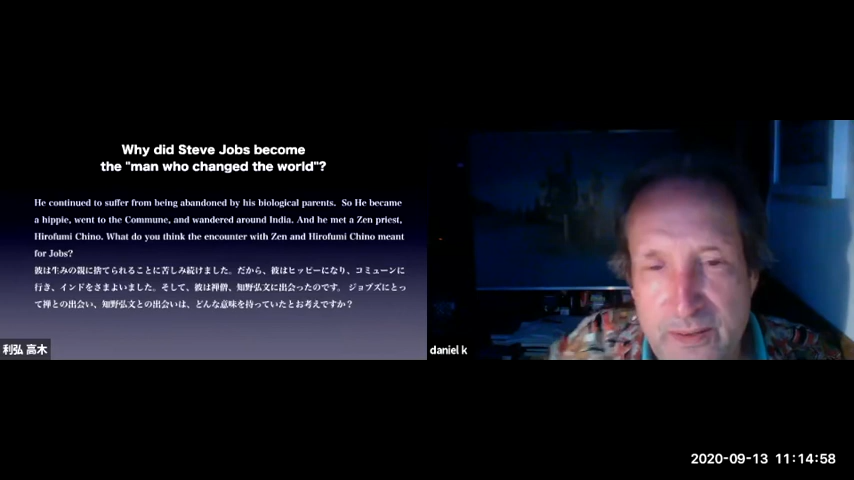 Why did Steve Jobs become
the "man who changed the world"?
He continued to suffer from being abandoned by his biological parents.  So He became
a hippie, went to the Commune, and wandered around India. And he met a Zen priest,
Hirofumi Chino. What do you think the encounter with Zen and Hirofumi Chino meant
for Jobs?
彼は生みの親に捨てられることに苦しみ続けました。だから、彼はヒッピーになり、コミューンに
行き、インドをさまよいました。そして、彼は禅僧、知野弘文に出会ったのです。 ジョブズにとっ
て禅との出会い、知野弘文との出会いは、どんな意味を持っていたとお考えですか？
利弘 高木
daniel k
2020-09-13 11:14:58